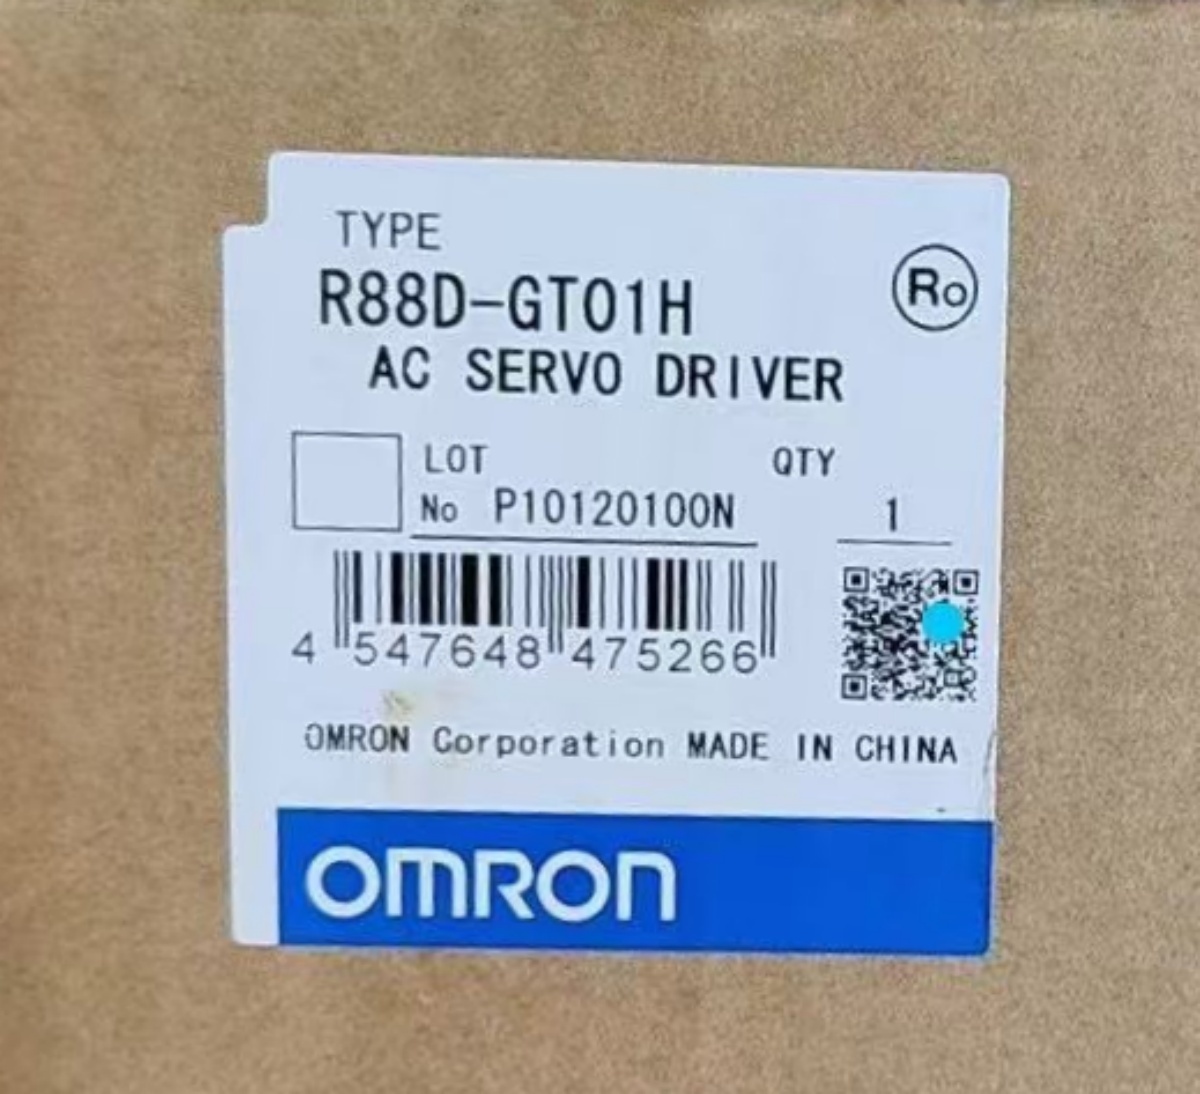 TYPE
R88D-GT01H
Ro
AC SERVO DRIVER
LOT
QTY
No P10120100N
1
4 547648 475266
OMRON Corporation MADE IN CHINA
OMRON